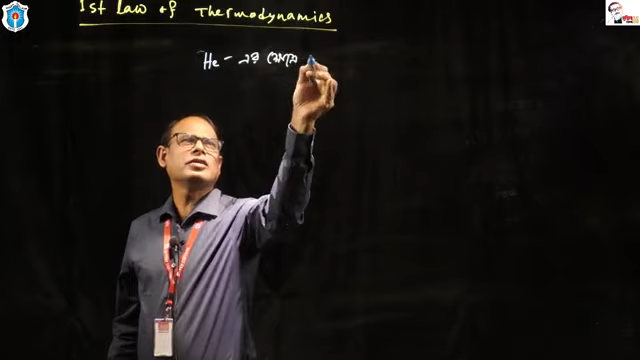 1st Law of Thermodynamics
He - এর ক্ষেত্রে